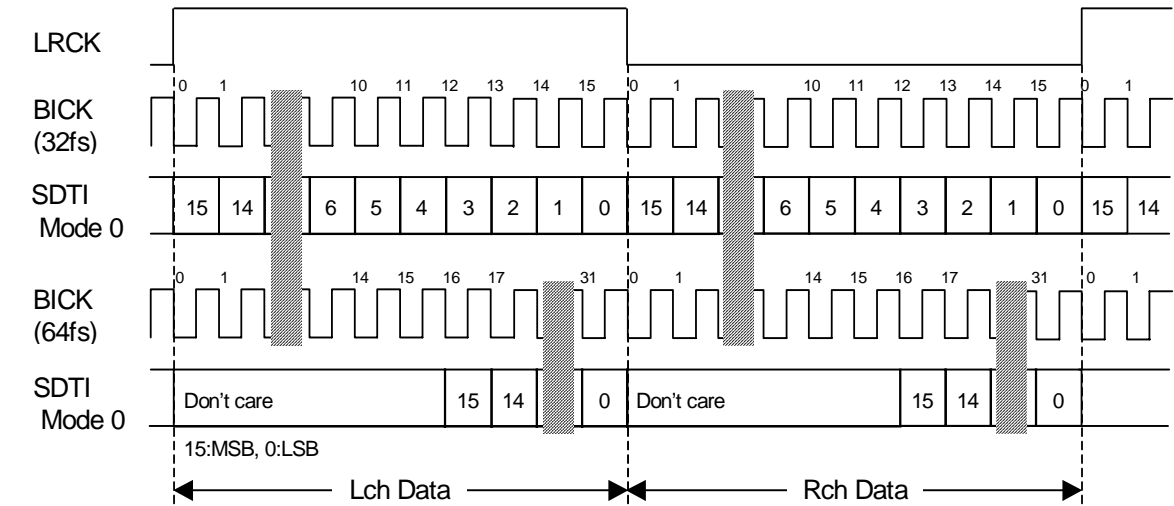 LRCK
0 1 10 11 12 13 14 15 0 1 10 11 12 13 14 15 0 1
BICK
(32fs)
SDTI
Mode 0
15 14 6 5 4 3 2 1 0 15 14 6 5 4 3 2 1 0 15 14
0 1 14 15 16 17 31 0 1 14 15 16 17 31 0 1
BICK
(64fs)
SDTI
Mode 0
Don't care 15 14 0 Don't care 15 14 0
15:MSB, 0:LSB
Lch Data Rch Data